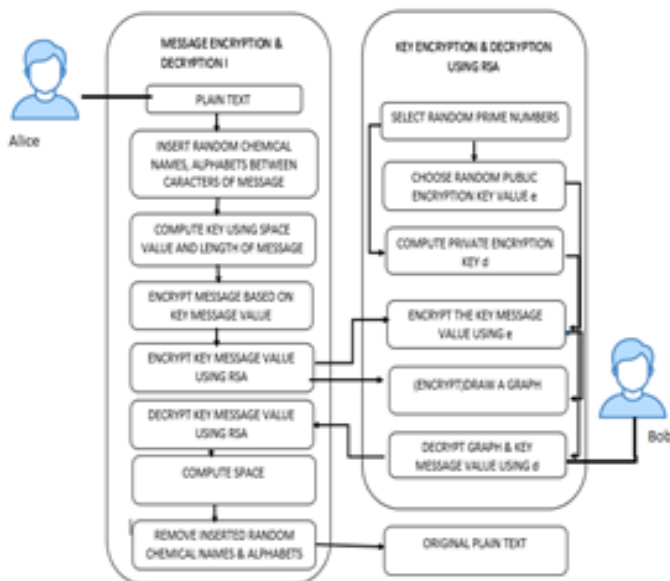 MESSAGE ENCRYPTION &
DECRYPTION I
PLAIN TEXT
Alice
INSERT RANDOM CHEMICAL
NAMES, ALPHABETS BETWEEN
CARACTERS OF MESSAGE
COMPUTE KEY USING SPACE
VALUE AND LENGTH OF MESSAGE
ENCRYPT MESSAGE BASED ON
KEY MESSAGE VALUE
ENCRYPT KEY MESSAGE VALUE
USING RSA
DECRYPT KEY MESSAGE VALUE
USING RSA
COMPUTE SPACE
REMOVE INSERTED RANDOM
CHEMICAL NAMES & ALPHABETS
KEY ENCRYPTION & DECRYPTION
USING RSA
SELECT RANDOM PRIME NUMBERS
CHOOSE RANDOM PUBLIC
ENCRYPTION KEY VALUE e
COMPUTE PRIVATE ENCRYPTION
KEY d
ENCRYPT THE KEY MESSAGE
VALUE USING e
(ENCRYPT)DRAW A GRAPH
DECRYPT GRAPH & KEY
MESSAGE VALUE USING d
Bob
ORIGINAL PLAIN TEXT